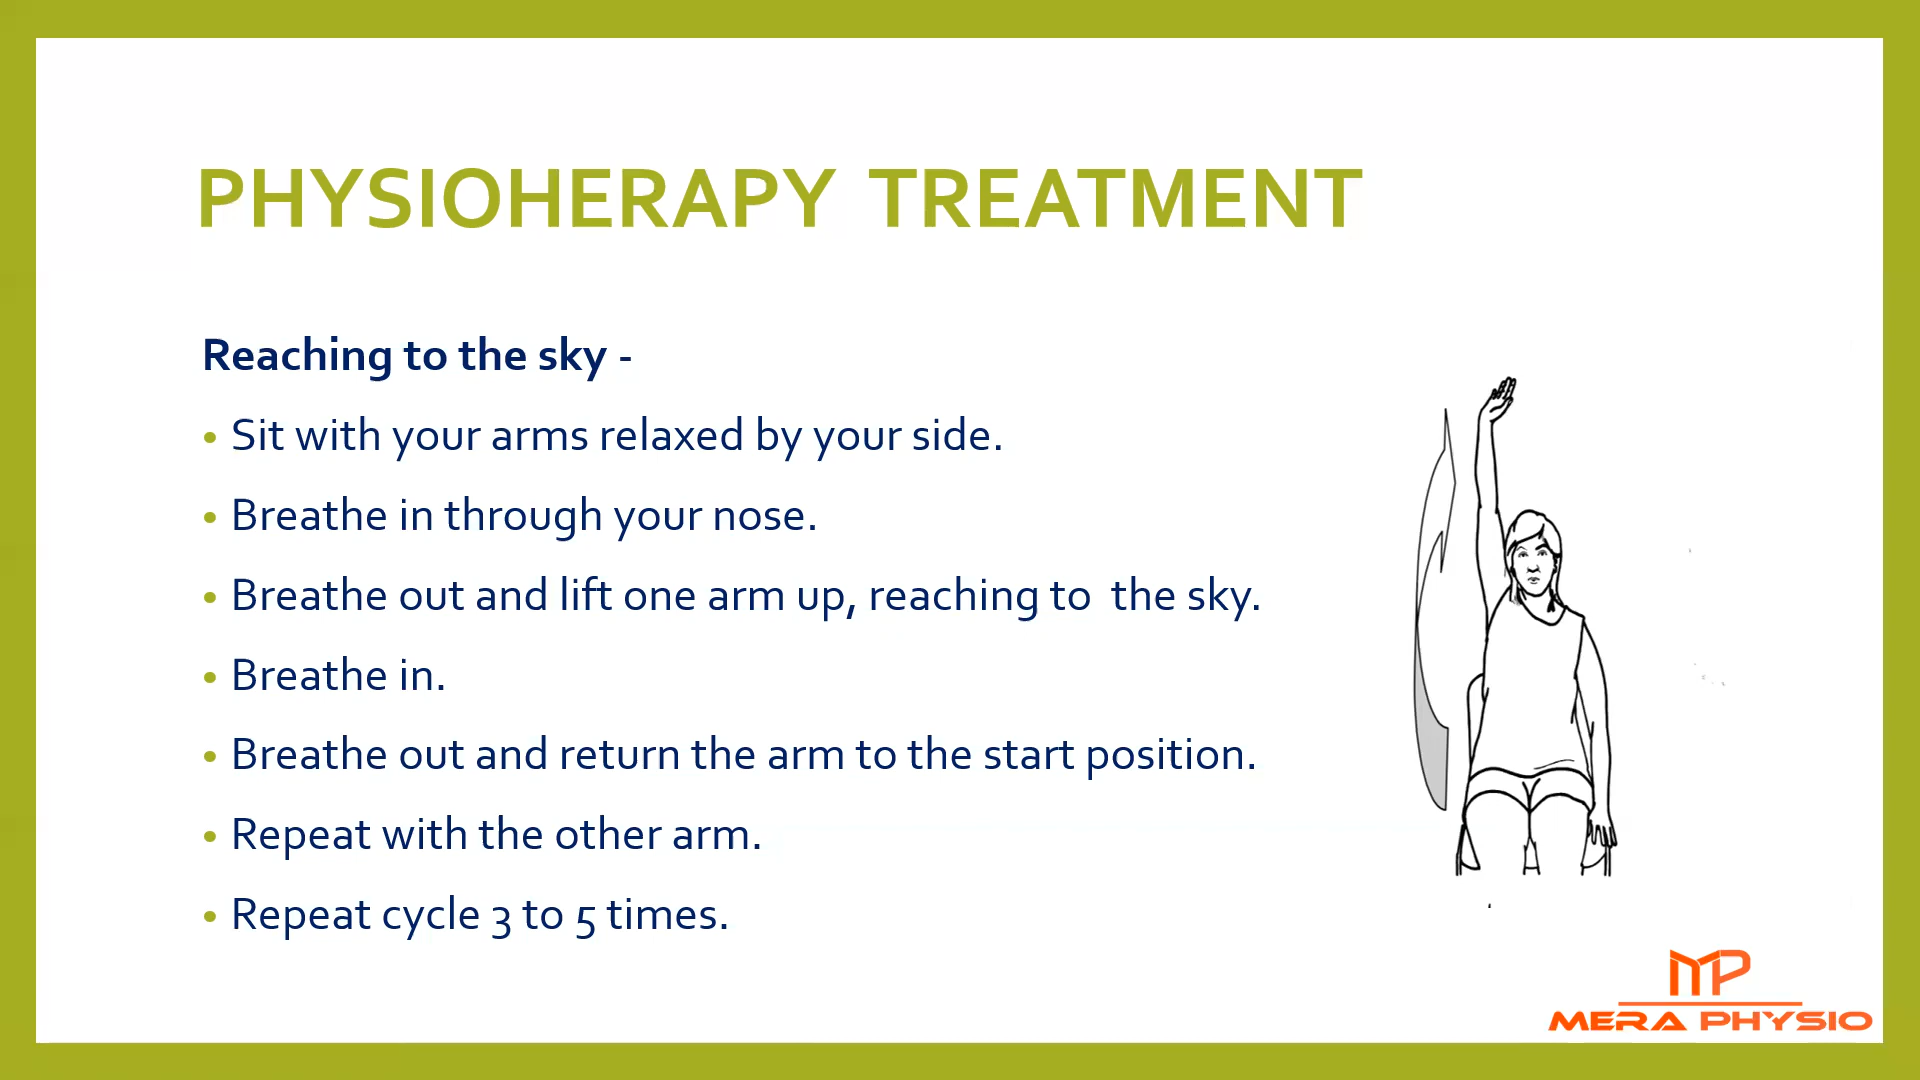 PHYSIOHERAPY TREATMENT
Reaching to the sky -
• Sit with your arms relaxed by your side.
• Breathe in through your nose.
• Breathe out and lift one arm up, reaching to the sky.
• Breathe in.
• Breathe out and return the arm to the start position.
• Repeat with the other arm.
• Repeat cycle 3 to 5 times.
MP
MERA PHYSIO